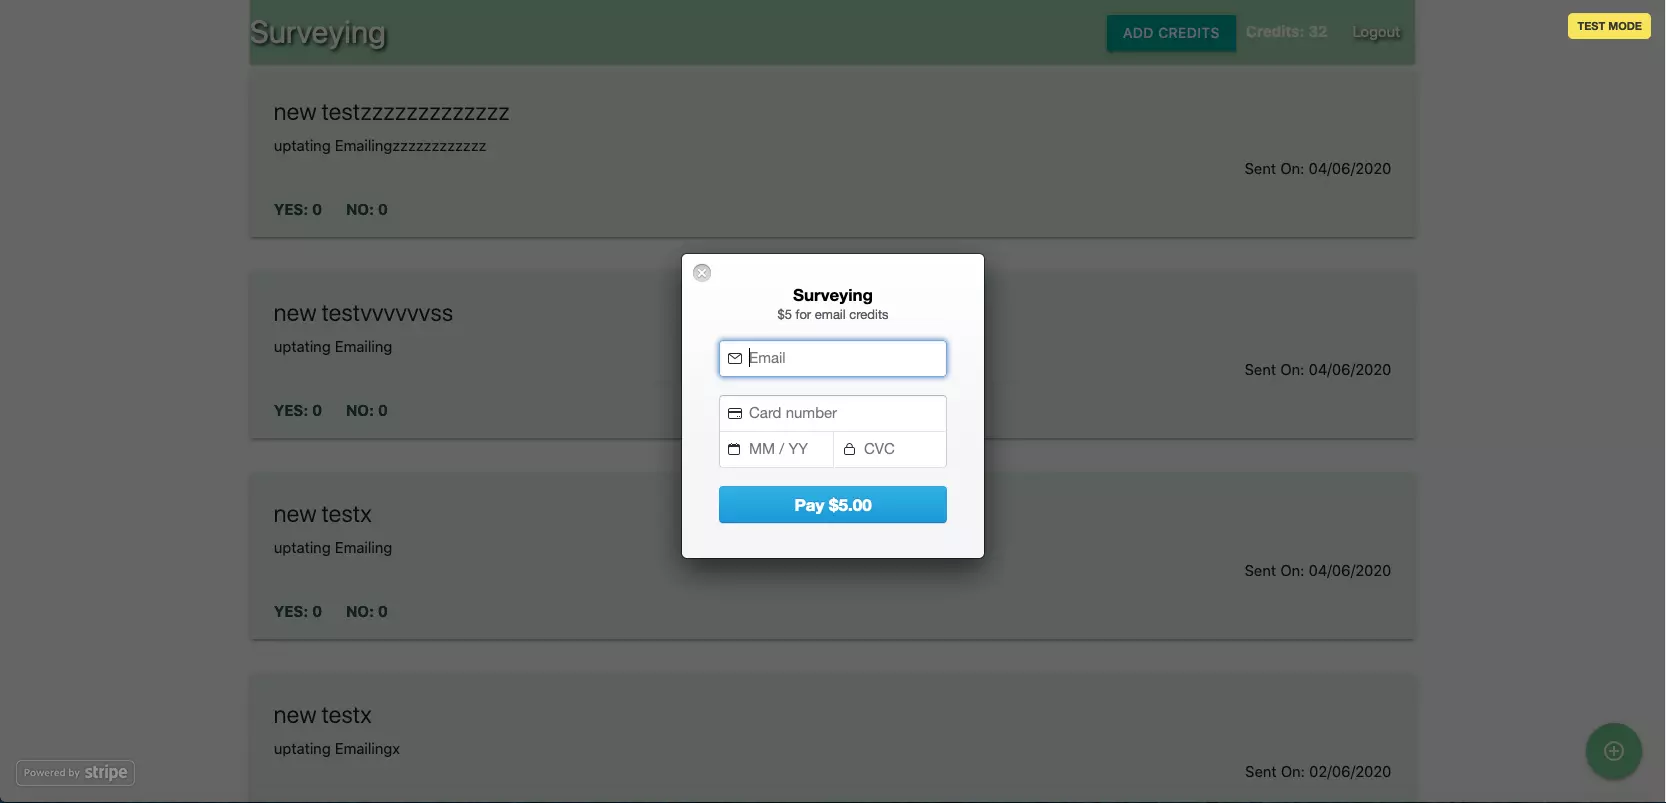 Surveying
ADD CREDITS
Credits: 32
Logout
TEST MODE
new testzzzzzzzzzzzzz
uptating Emailingzzzzzzzzzzzz
Sent On: 04/06/2020
YES: 0 NO: 0
new testvvvvvvss
uptating Emailing
Sent On: 04/06/2020
YES: 0 NO: 0
new testx
uptating Emailing
Sent On: 04/06/2020
YES: 0 NO: 0
new testx
uptating Emailingx
Sent On: 02/06/2020
Surveying
$5 for email credits
Email
Card number
MM / YY
CVC
Pay $5.00
Powered by stripe